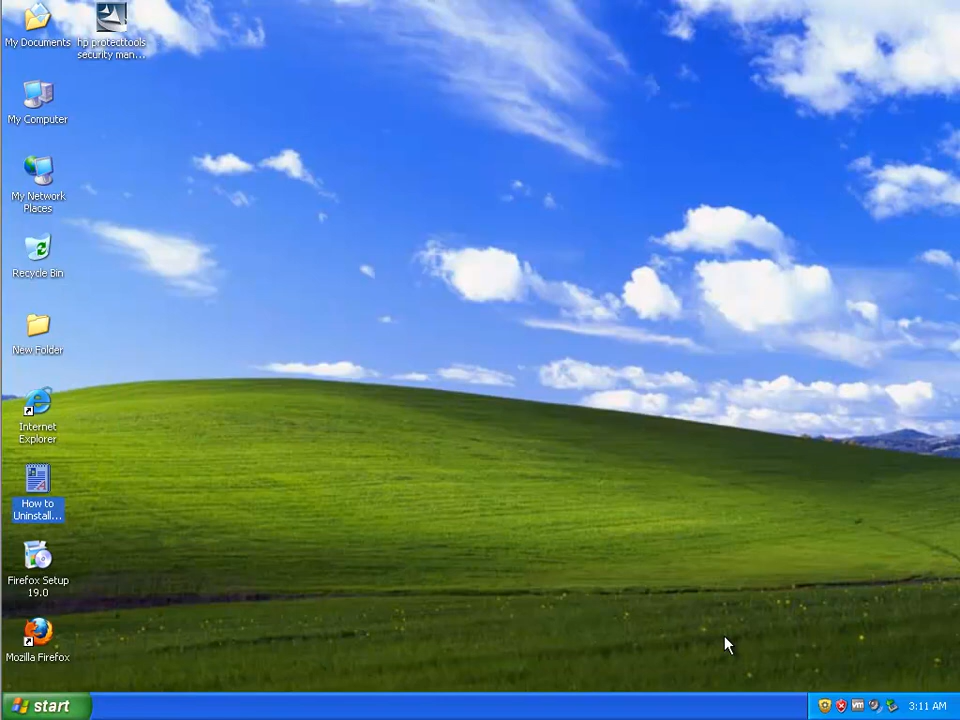 My Documents
hp protecttools
security man...
My Computer
My Network
Places
Recycle Bin
New Folder
Internet
Explorer
How to
Uninstall...
Firefox Setup
19.0
Mozilla Firefox
start
3:11 AM